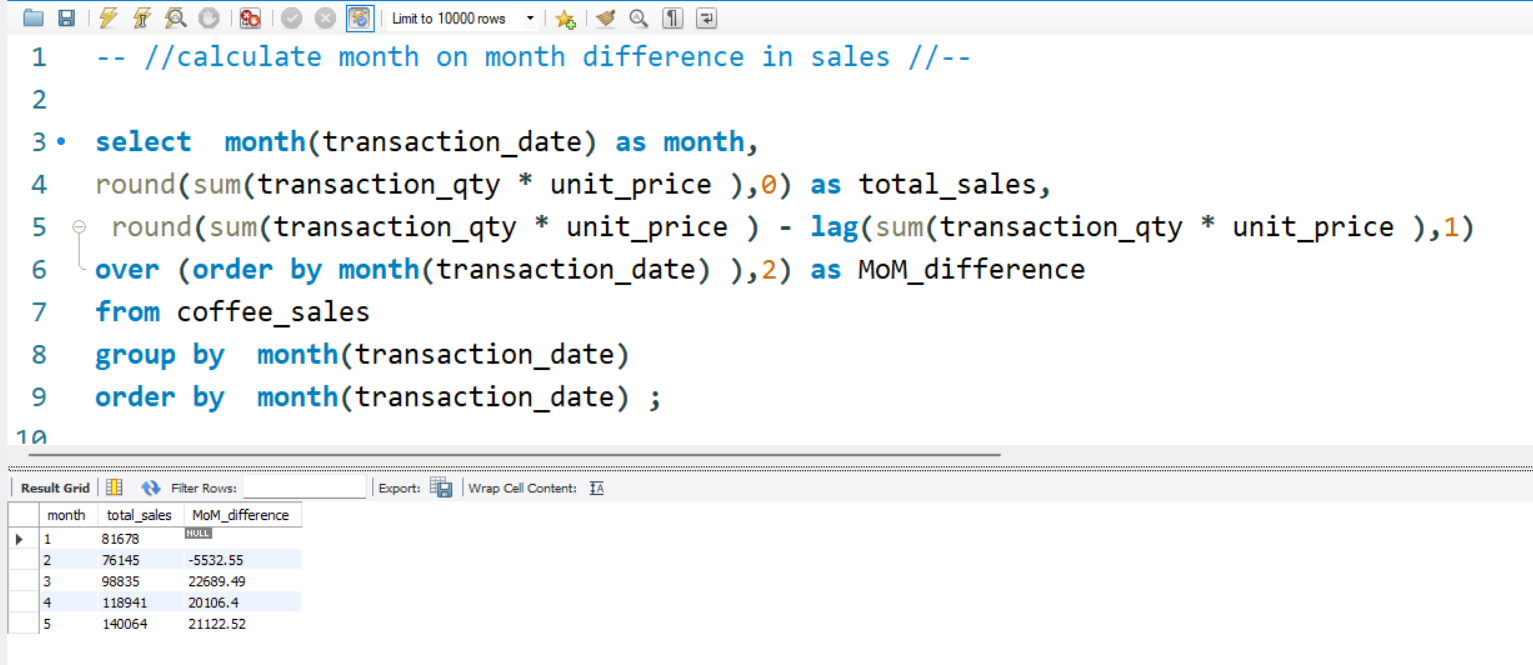 Limit to 10000 rows
1 -- //calculate month on month difference in sales //--
2
3 select  month(transaction_date) as month,
4 round(sum(transaction_qty * unit_price ),0) as total_sales,
5  round(sum(transaction_qty * unit_price ) - lag(sum(transaction_qty * unit_price ),1)
6 over (order by month(transaction_date) ),2) as MoM_difference
7 from coffee_sales
8 group by  month(transaction_date)
9 order by  month(transaction_date) ;
10
Result Grid Filter Rows: Export: Wrap Cell Content: IA
month total_sales MoM_difference
1 81678 NULL
2 76145 -5532.55
3 98835 22689.49
4 118941 20106.4
5 140064 21122.52